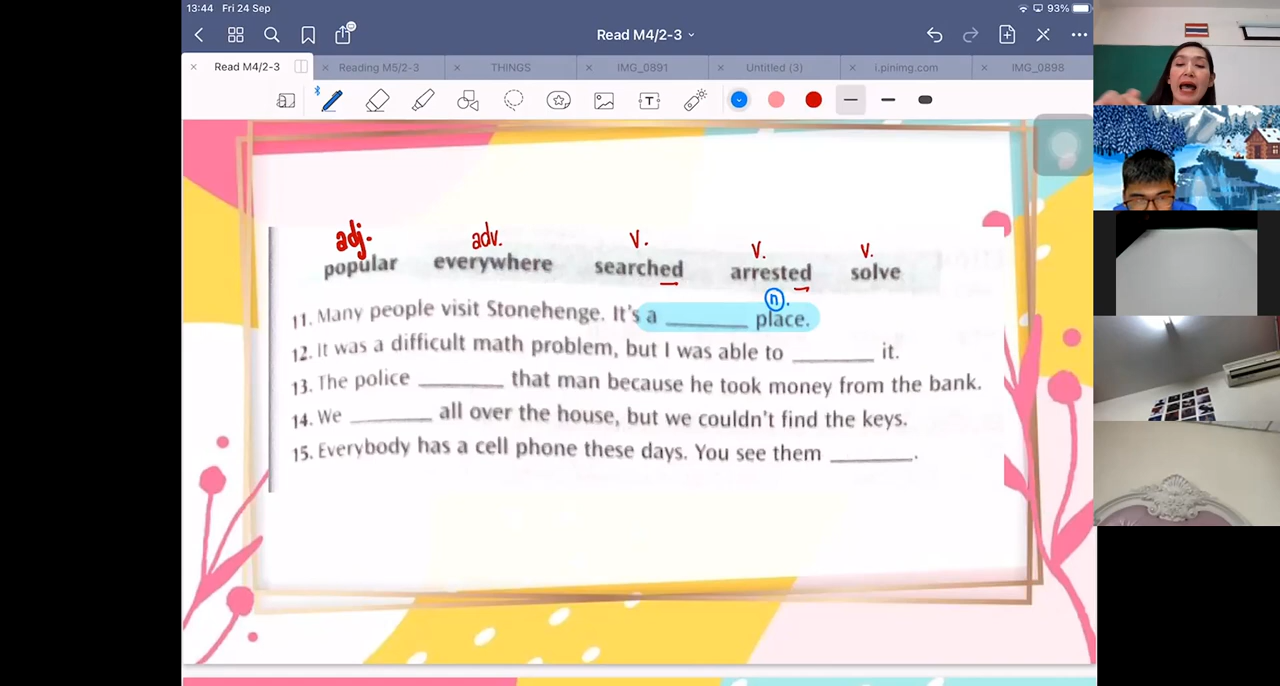 13:44 Fri 24 Sep
93%
Read M4/2-3
Read M4/2-3
Reading M5/2-3
THINGS
IMG_0891
Untitled (3)
i.pinimg.com
IMG_0898
T
adj. adv. v. v. v.
popular everywhere searched arrested solve
n.
11. Many people visit Stonehenge. It's a ________ place.
12. It was a difficult math problem, but I was able to ________ it.
13. The police ________ that man because he took money from the bank.
14. We ________ all over the house, but we couldn't find the keys.
15. Everybody has a cell phone these days. You see them ________.